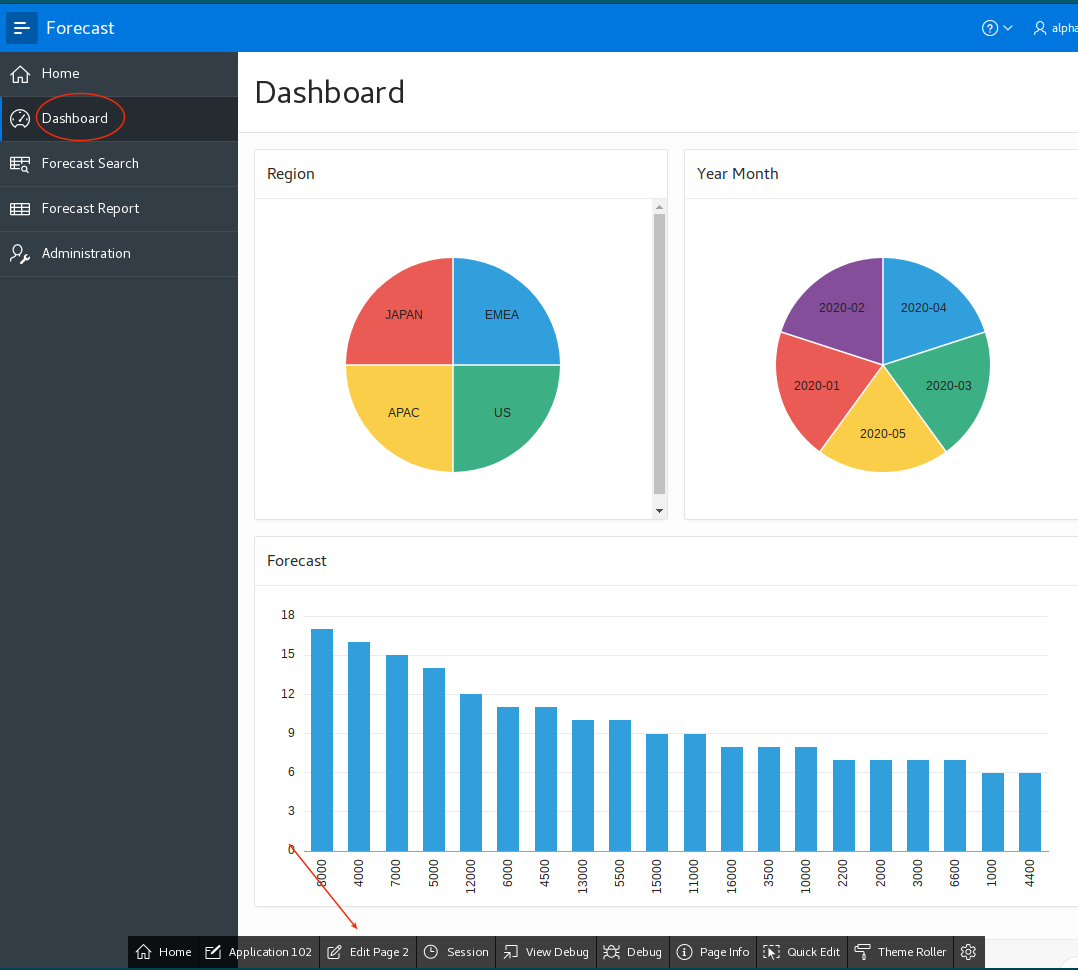 Forecast
alpha
Home
Dashboard
Forecast Search
Forecast Report
Administration
Dashboard
Region
JAPAN
EMEA
APAC
US
Year Month
2020-02
2020-04
2020-01
2020-03
2020-05
Forecast
18
15
12
9
6
3
0
8000
4000
7000
5000
12000
6000
4500
13000
5500
15000
11000
16000
3500
10000
2200
2000
3000
6600
1000
4400
Home
Application 102
Edit Page 2
Session
View Debug
Debug
Page Info
Quick Edit
Theme Roller